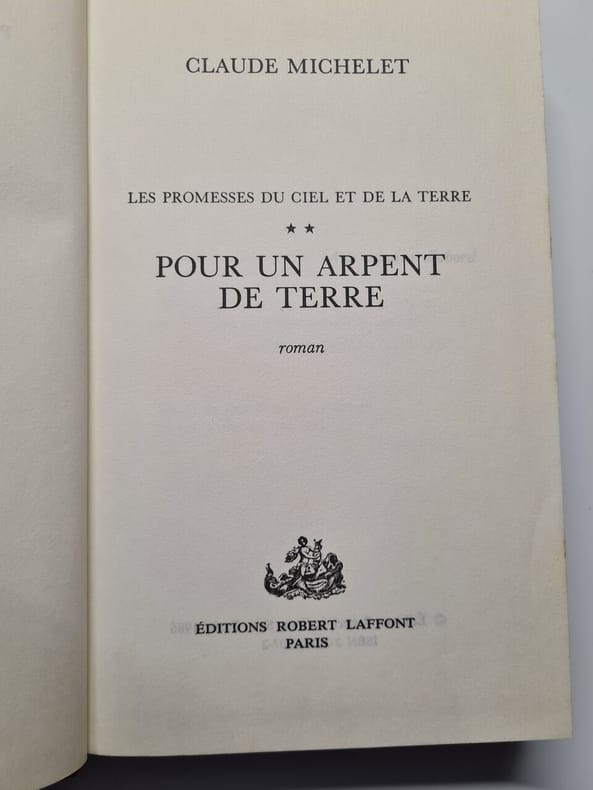 CLAUDE MICHELET
LES PROMESSES DU CIEL ET DE LA TERRE
★ ★
POUR UN ARPENT
DE TERRE
roman
ÉDITIONS ROBERT LAFFONT
PARIS